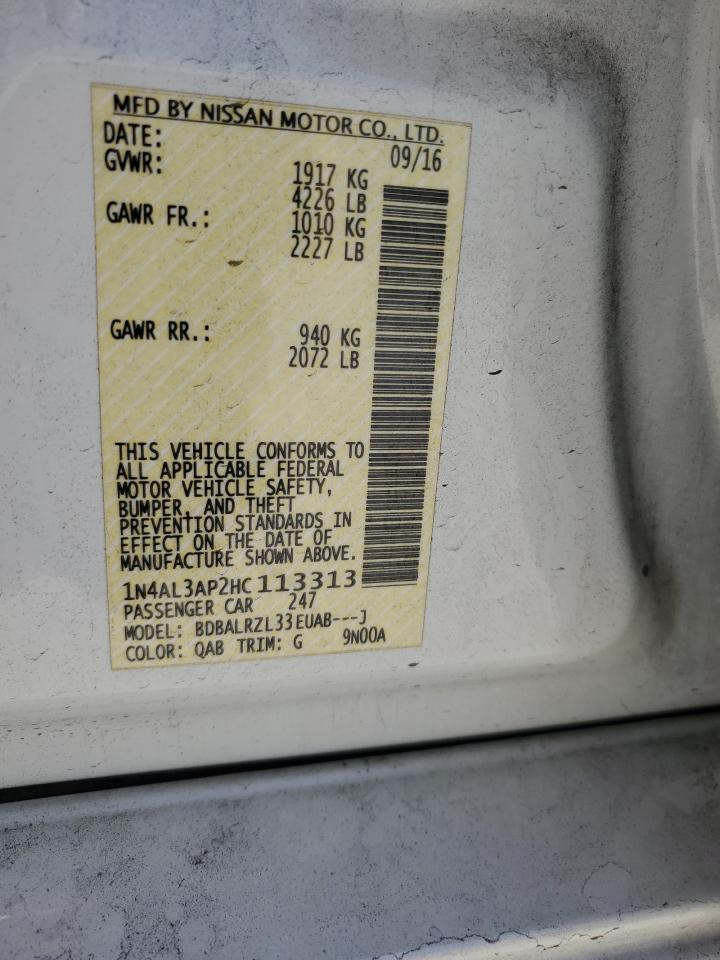 MFD BY NISSAN MOTOR CO., LTD.
DATE: 09/16
GVWR: 1917 KG
4226 LB
GAWR FR.: 1010 KG
2227 LB
GAWR RR.: 940 KG
2072 LB
THIS VEHICLE CONFORMS TO
ALL APPLICABLE FEDERAL
MOTOR VEHICLE SAFETY,
BUMPER, AND THEFT
PREVENTION STANDARDS IN
EFFECT ON THE DATE OF
MANUFACTURE SHOWN ABOVE.
1N4AL3AP2HC113313
PASSENGER CAR 247
MODEL: BDBALRZL33EUAB---J
COLOR: QAB TRIM: G 9N00A